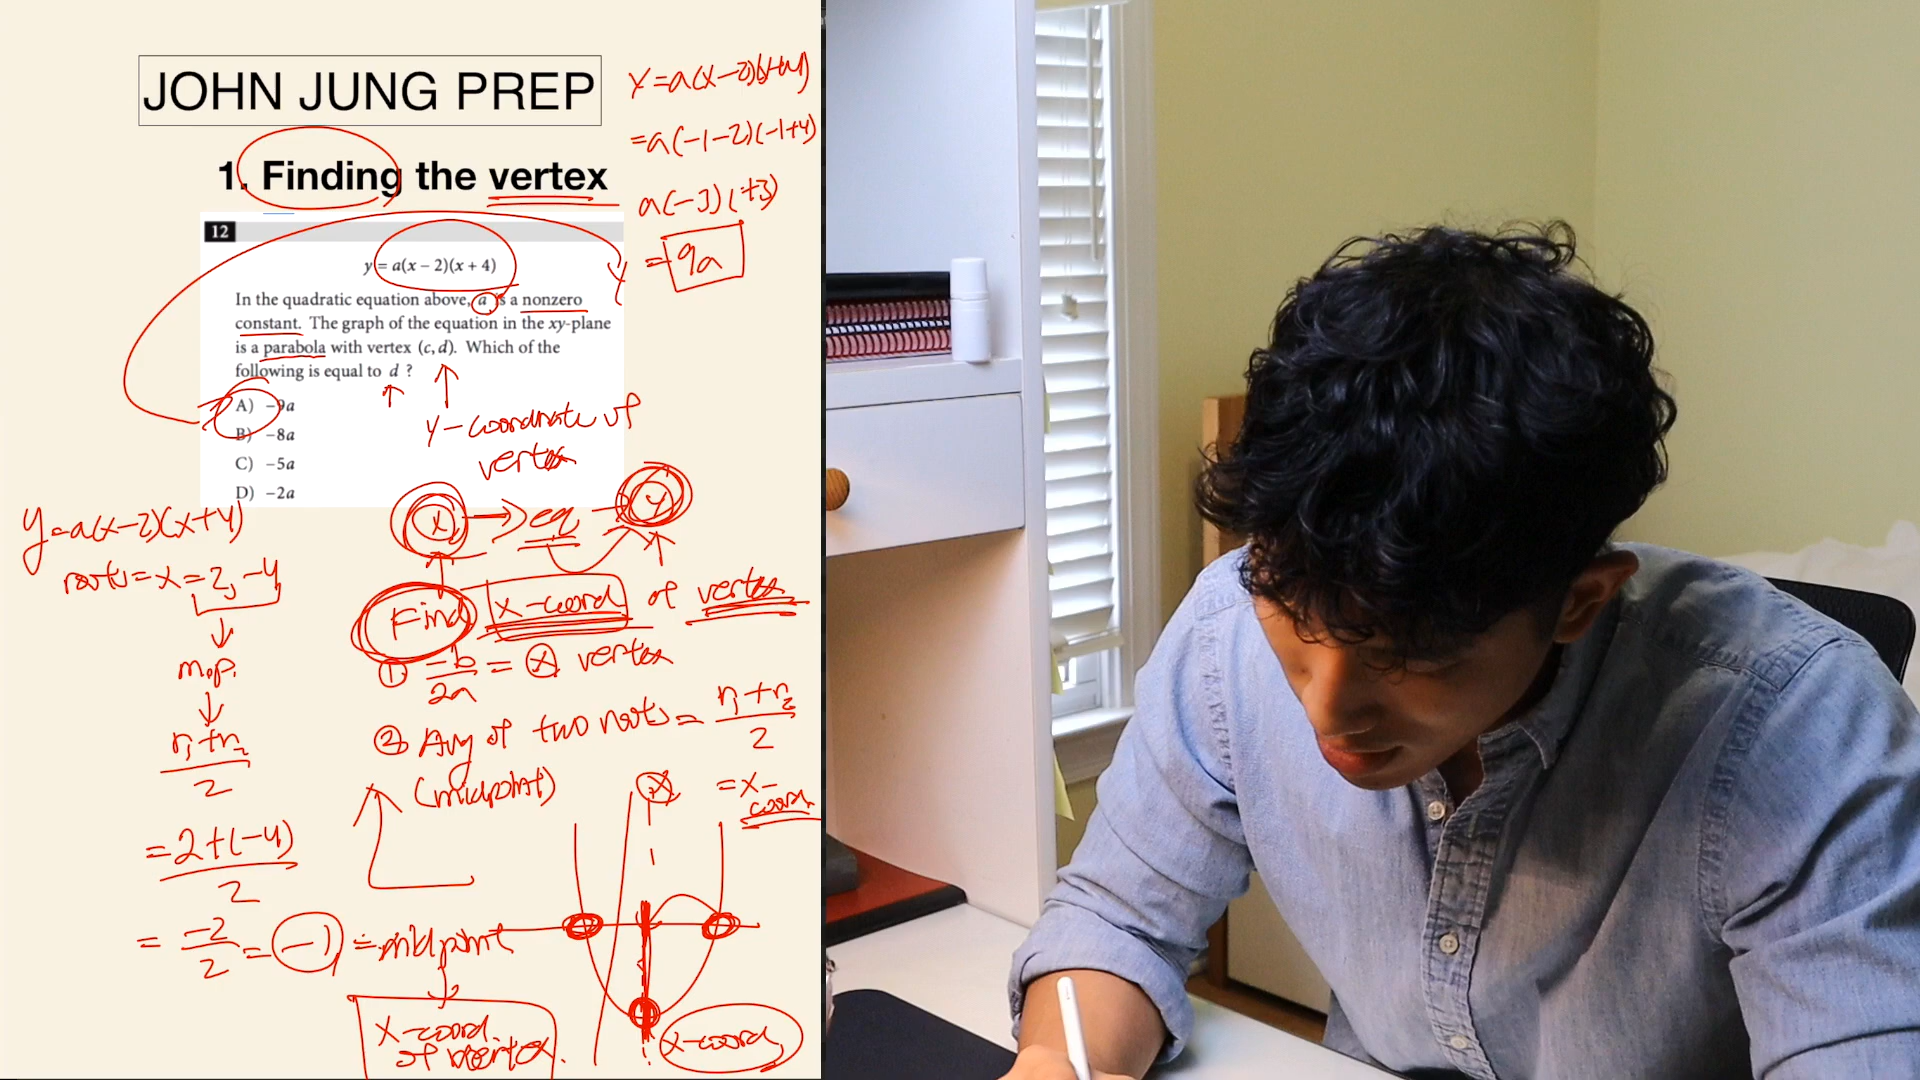 JOHN JUNG PREP
1. Finding the vertex
12
y = a(x – 2)(x + 4)
In the quadratic equation above, a is a nonzero
constant. The graph of the equation in the xy-plane
is a parabola with vertex (c, d). Which of the
following is equal to d ?
A) –9a
B) –8a
C) –5a
D) –2a
Y=a(x-2)(x+4)
=a(-1-2)(-1+4)
a(-3)(+3)
Y = 9a
Y-coordinate of
vertex
X → eq → Y
Find x-coord of vertex
① -b/2a = X vertex
② Avg of two roots = r₁+r₂/2
(midpoint)
X
=X-
coord.
y=a(x-2)(x+4)
roots = x = 2, -4
m.p.
r₁+r₂/2
= 2+(-4)/2
= -2/2 = -1 = midpoint
X-coord.
of vertex.
X-coord,